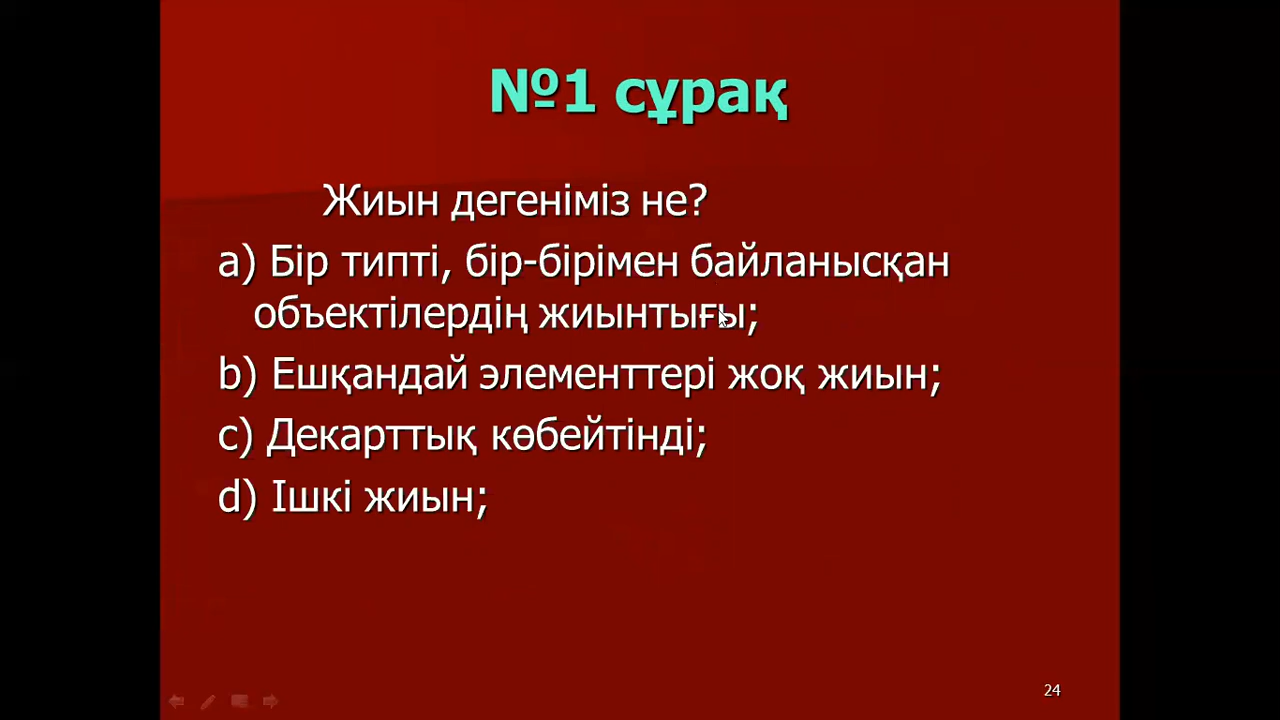 №1 сұрақ
Жиын дегеніміз не?
a) Бір типті, бір-бірімен байланысқан
объектілердің жиынтығы;
b) Ешқандай элементтері жоқ жиын;
c) Декарттық көбейтінді;
d) Ішкі жиын;
24